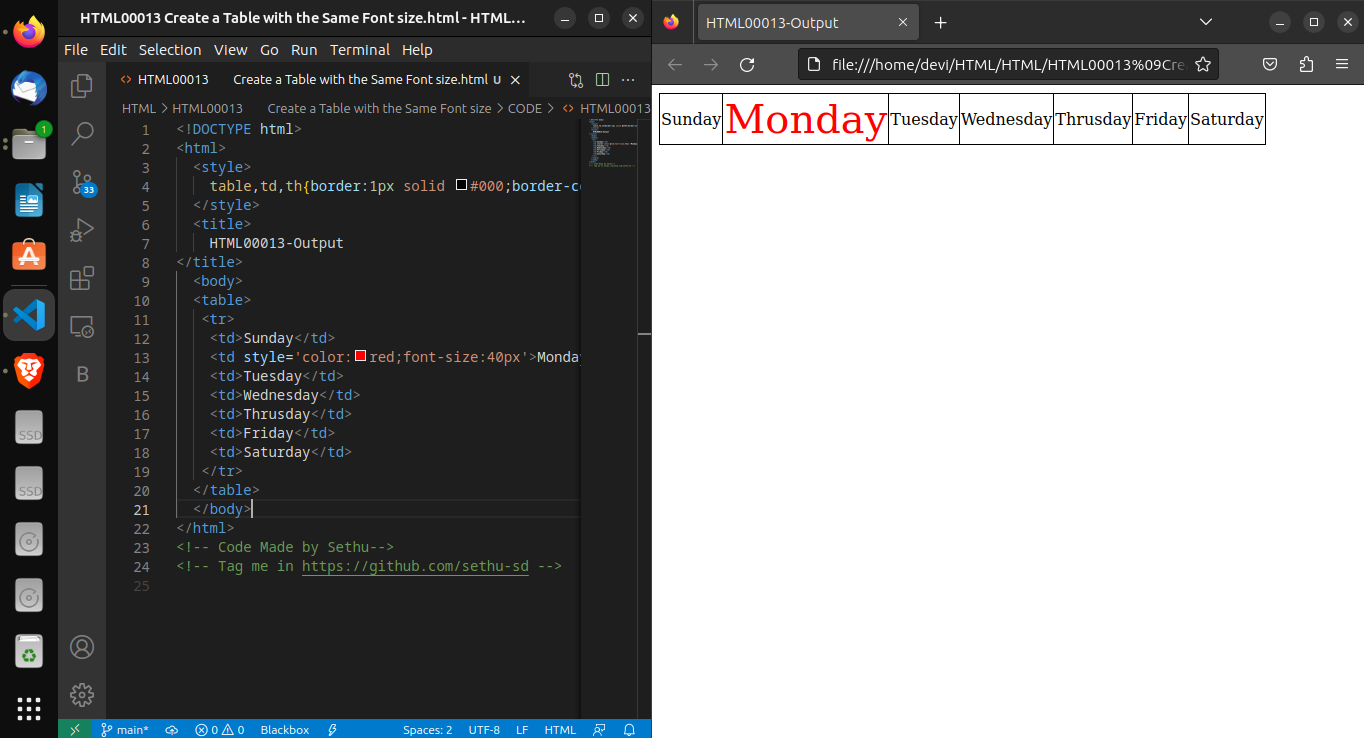 HTML00013 Create a Table with the Same Font size.html - HTML...
File Edit Selection View Go Run Terminal Help
HTML00013 Create a Table with the Same Font size.html U
HTML > HTML00013 Create a Table with the Same Font size > CODE > HTML00013
1 <!DOCTYPE html>
2 <html>
3 <style>
4 table,td,th{border:1px solid #000;border-co
5 </style>
6 <title>
7 HTML00013-Output
8 </title>
9 <body>
10 <table>
11 <tr>
12 <td>Sunday</td>
13 <td style='color:red;font-size:40px'>Monday
14 <td>Tuesday</td>
15 <td>Wednesday</td>
16 <td>Thrusday</td>
17 <td>Friday</td>
18 <td>Saturday</td>
19 </tr>
20 </table>
21 </body>
22 </html>
23 <!-- Code Made by Sethu-->
24 <!-- Tag me in https://github.com/sethu-sd -->
25
1
33
B
SSD
SSD
main* 0 0 Blackbox Spaces: 2 UTF-8 LF HTML
HTML00013-Output
file:///home/devi/HTML/HTML/HTML00013%09Cre
Sunday Monday Tuesday Wednesday Thrusday Friday Saturday